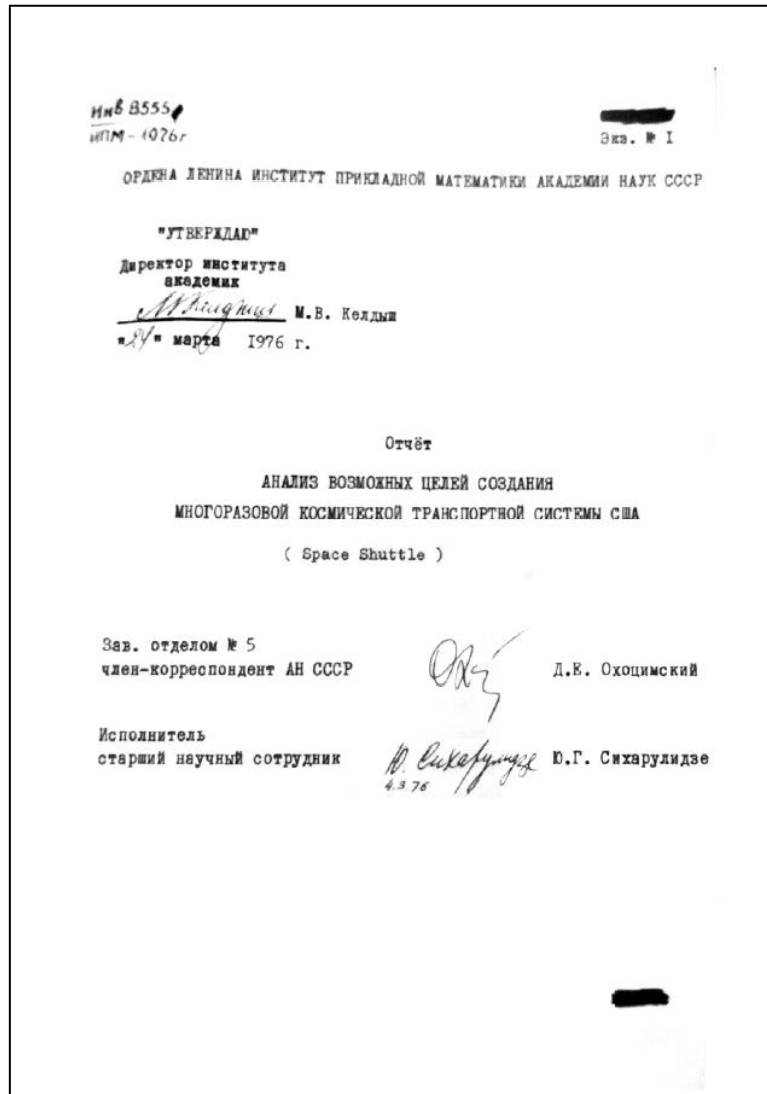 Инв В555
ИПМ - 1976г
Экз. № I
ОРДЕНА ЛЕНИНА ИНСТИТУТ ПРИКЛАДНОЙ МАТЕМАТИКИ АКАДЕМИИ НАУК СССР
"УТВЕРЖДАЮ"
Директор института
академик
М.В. Келдыш
"24" марта 1976 г.
Отчёт
АНАЛИЗ ВОЗМОЖНЫХ ЦЕЛЕЙ СОЗДАНИЯ
МНОГОРАЗОВОЙ КОСМИЧЕСКОЙ ТРАНСПОРТНОЙ СИСТЕМЫ США
( Space Shuttle )
Зав. отделом № 5
член-корреспондент АН СССР Д.Е. Охоцимский
Исполнитель
старший научный сотрудник Ю. Сихарулидзе Ю.Г. Сихарулидзе
4.3.76